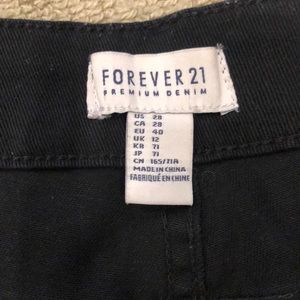 FOREVER 21
PREMIUM DENIM
US 28
CA 28
EU 40
UK 12
KR 71
JP 71
CN 165/71A
MADE IN CHINA
FABRIQUÉ EN CHINE